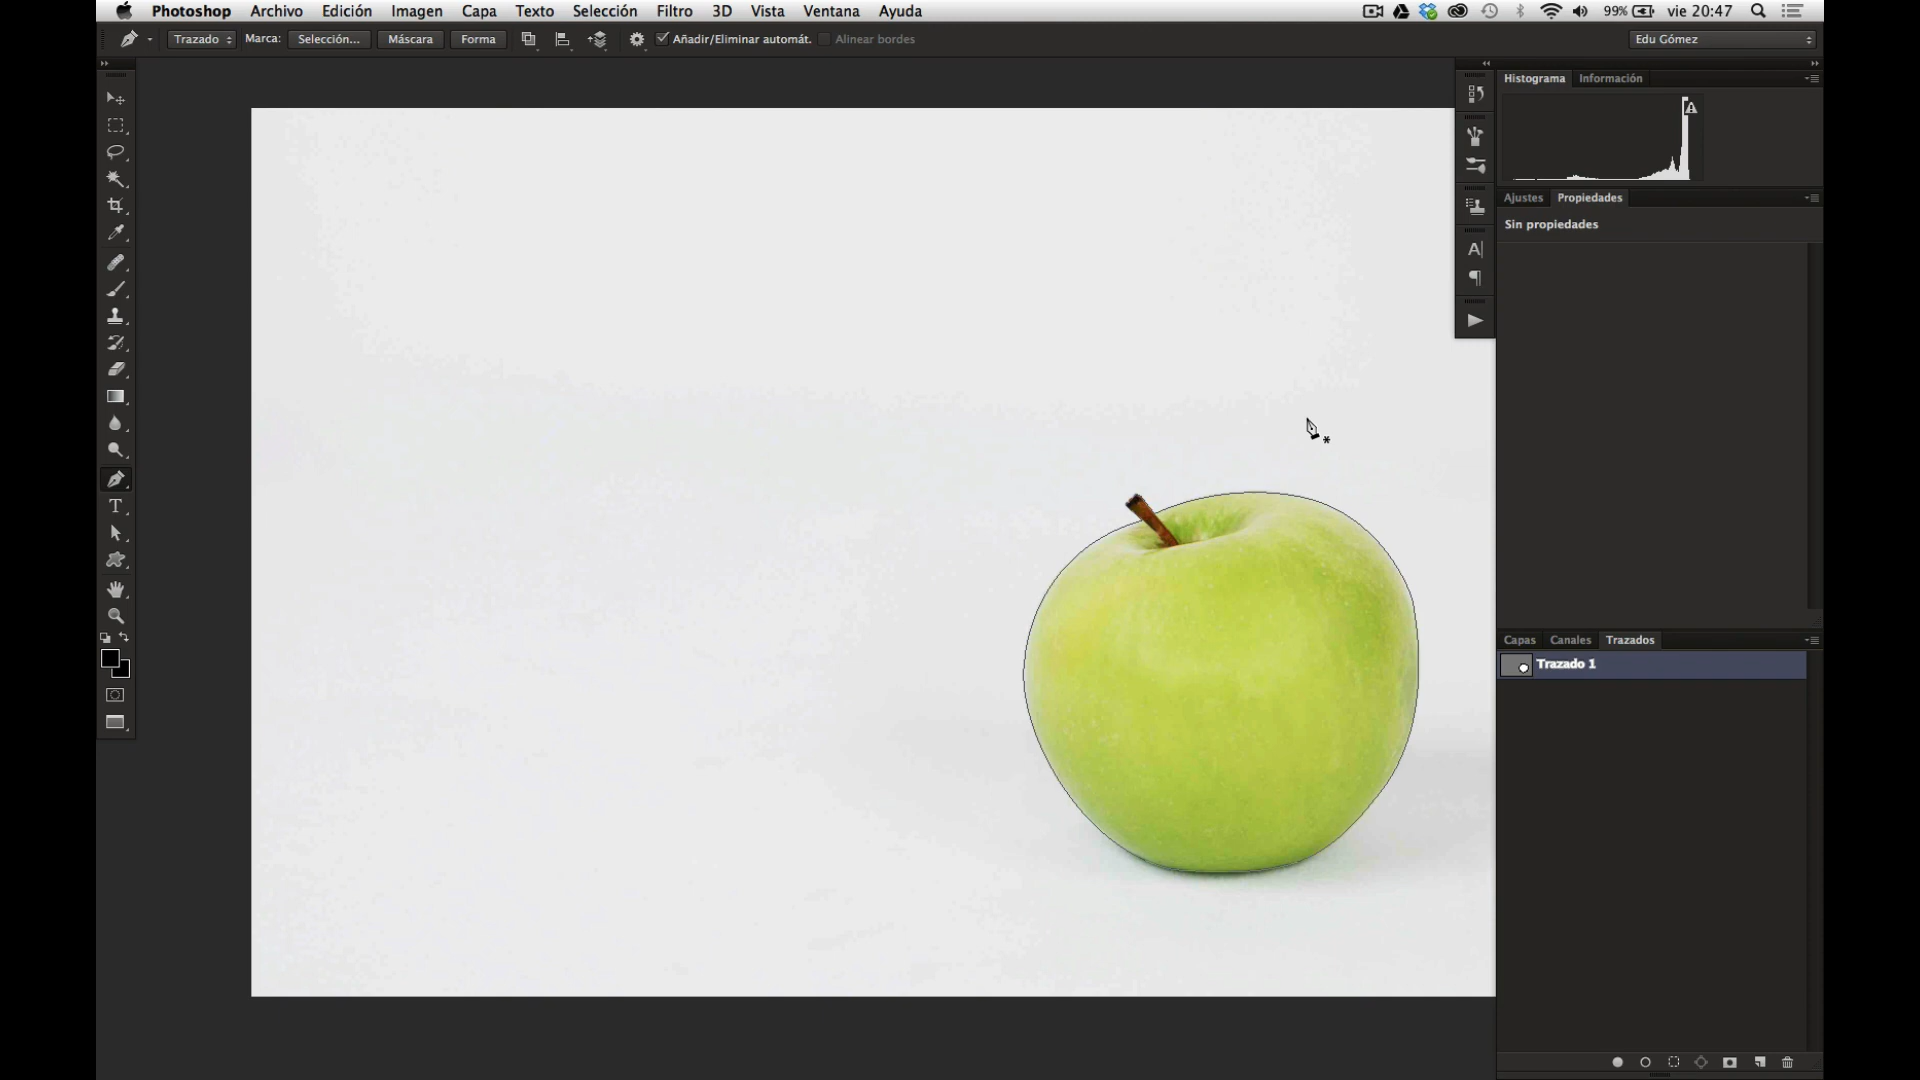 Photoshop Archivo Edición Imagen Capa Texto Selección Filtro 3D Vista Ventana Ayuda 99% vie 20:47
Trazado Marca: Selección... Máscara Forma Añadir/Eliminar automát. Alinear bordes Edu Gómez
Histograma Información
Ajustes Propiedades
Sin propiedades
Capas Canales Trazados
Trazado 1